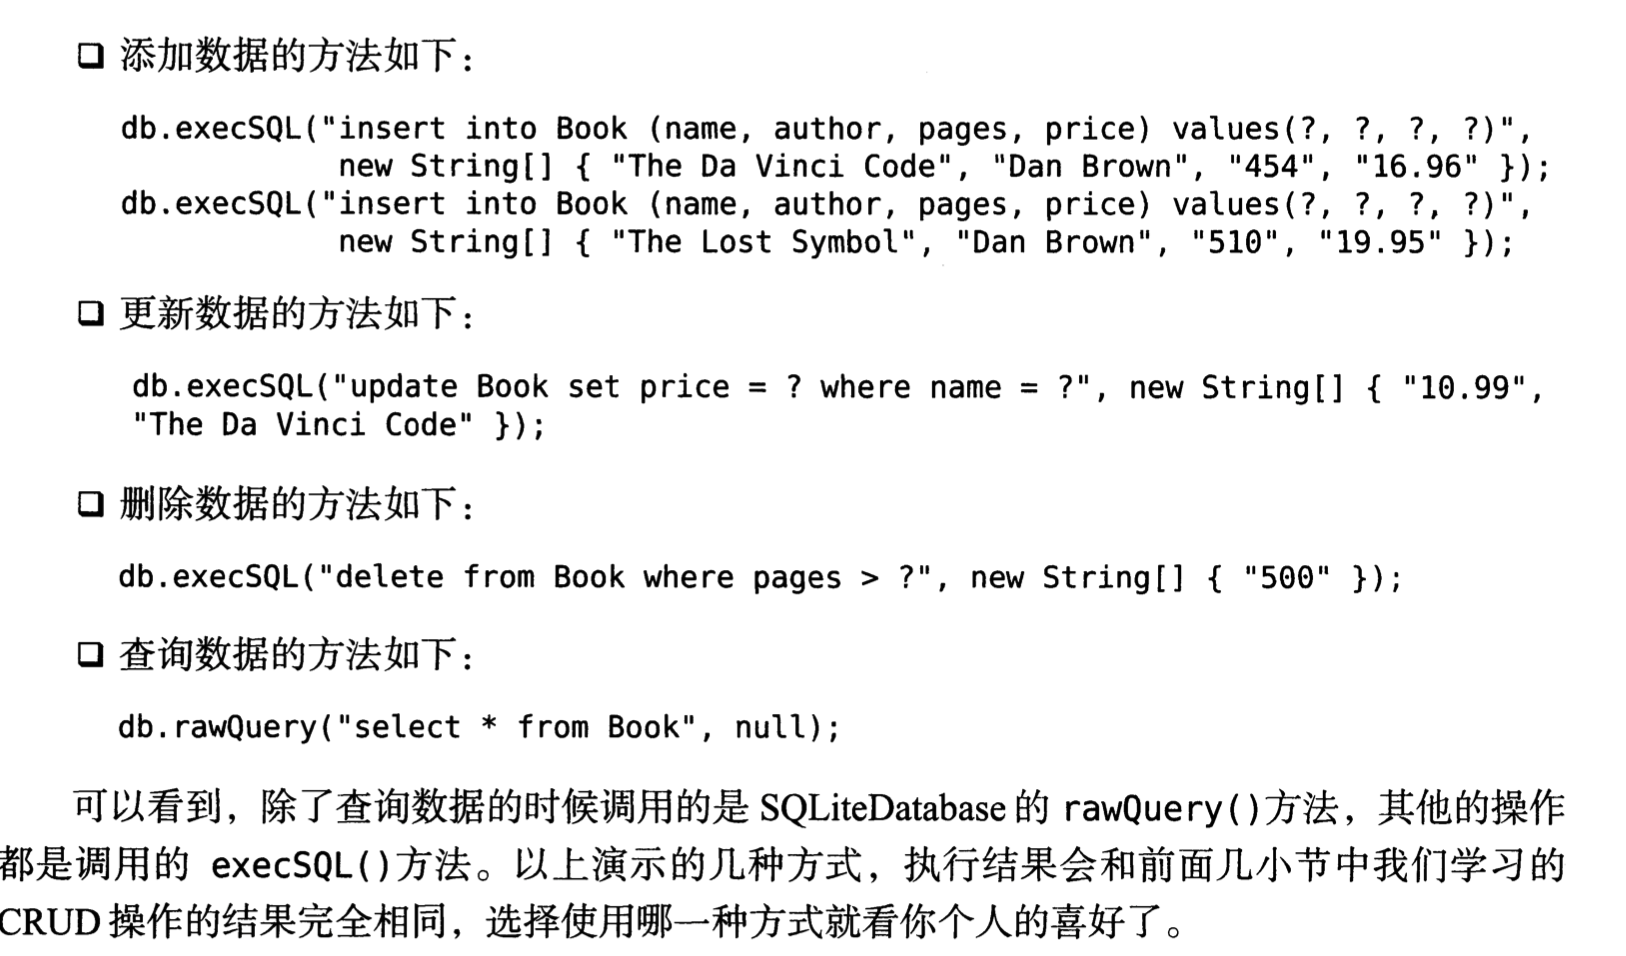 ❑ 添加数据的方法如下：
db.execSQL("insert into Book (name, author, pages, price) values(?, ?, ?, ?)",
new String[] { "The Da Vinci Code", "Dan Brown", "454", "16.96" });
db.execSQL("insert into Book (name, author, pages, price) values(?, ?, ?, ?)",
new String[] { "The Lost Symbol", "Dan Brown", "510", "19.95" });
❑ 更新数据的方法如下：
db.execSQL("update Book set price = ? where name = ?", new String[] { "10.99",
"The Da Vinci Code" });
❑ 删除数据的方法如下：
db.execSQL("delete from Book where pages > ?", new String[] { "500" });
❑ 查询数据的方法如下：
db.rawQuery("select * from Book", null);
可以看到，除了查询数据的时候调用的是 SQLiteDatabase 的 rawQuery()方法，其他的操作
都是调用的 execSQL()方法。以上演示的几种方式，执行结果会和前面几小节中我们学习的
CRUD 操作的结果完全相同，选择使用哪一种方式就看你个人的喜好了。